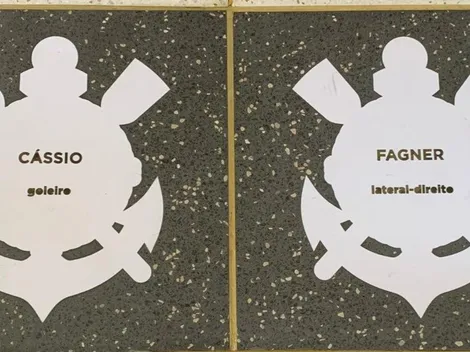 CÁSSIO
goleiro
FAGNER
lateral-direito